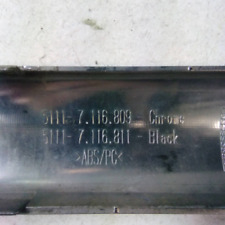 5111- 7.116.809 - Chrome
5111- 7.116.811 - Black
>ABS/PC<